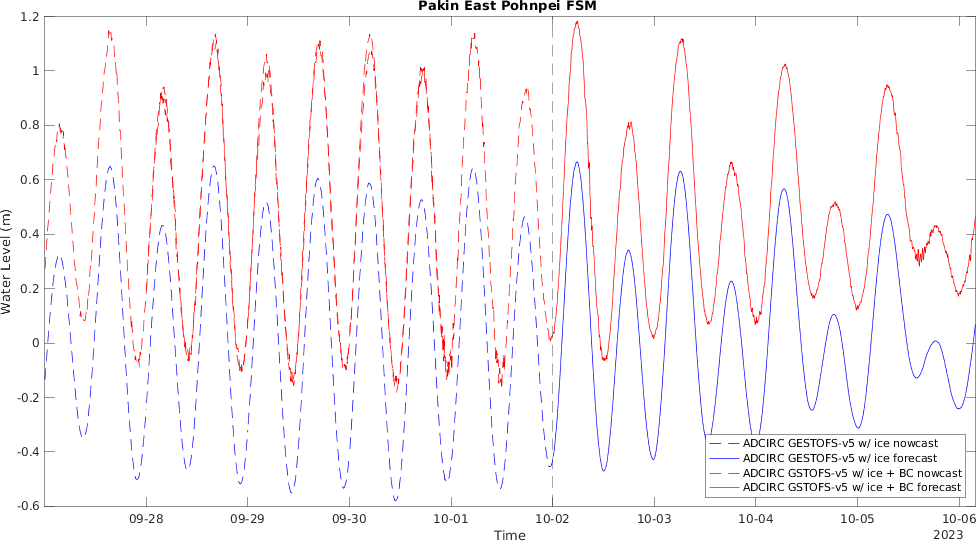 Pakin East Pohnpei FSM
1.2
1
0.8
0.6
0.4
0.2
0
-0.2
-0.4
-0.6
Water Level (m)
09-28 09-29 09-30 10-01 10-02 10-03 10-04 10-05 10-06
Time
2023
ADCIRC GESTOFS-v5 w/ ice nowcast
ADCIRC GESTOFS-v5 w/ ice forecast
ADCIRC GSTOFS-v5 w/ ice + BC nowcast
ADCIRC GSTOFS-v5 w/ ice + BC forecast